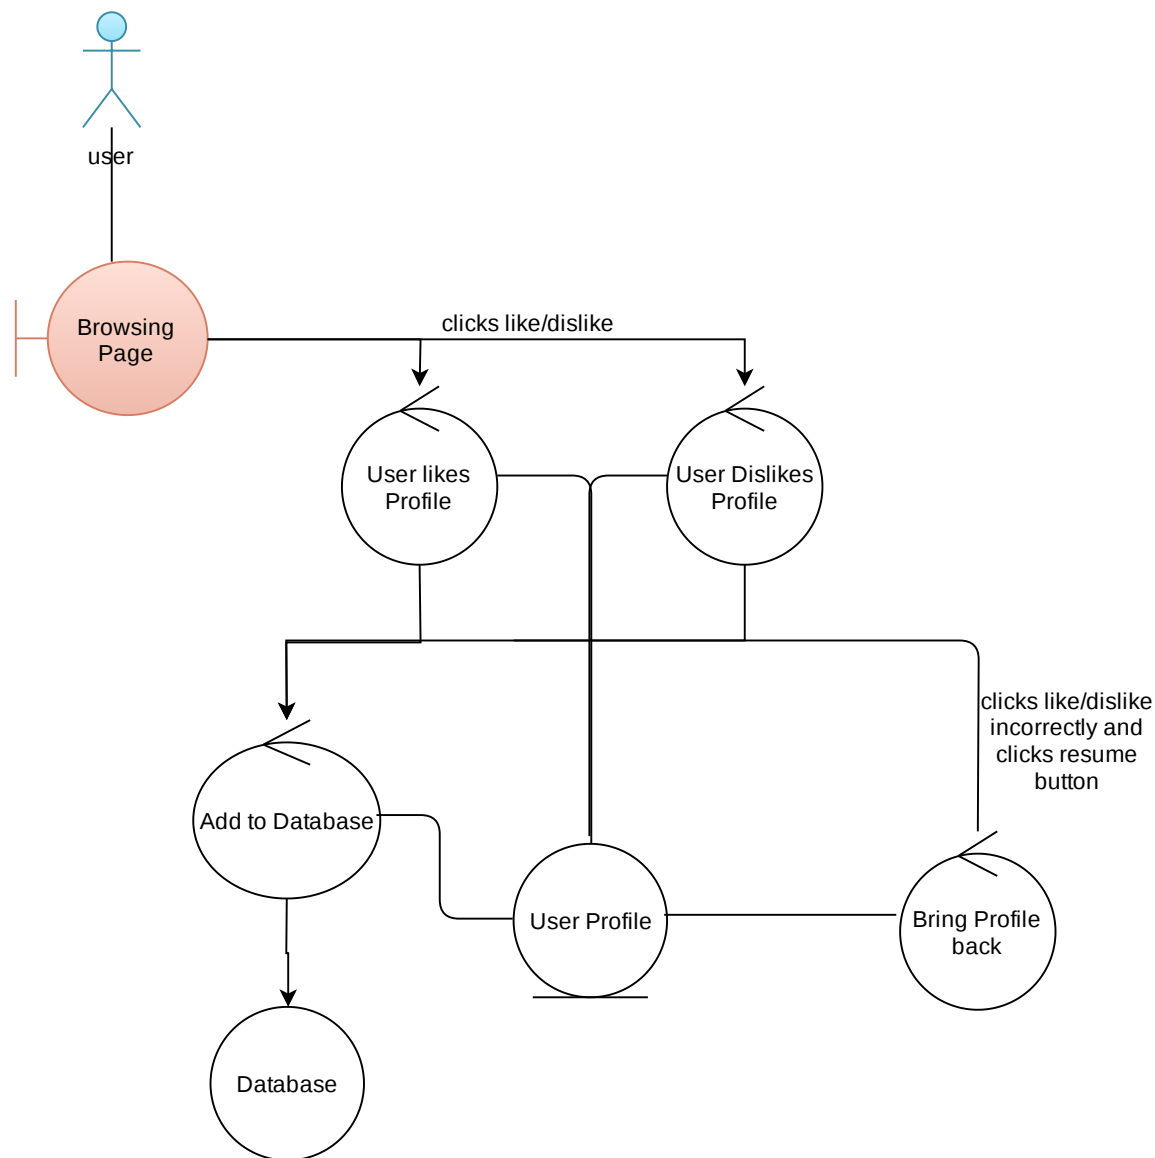 user
Browsing
Page
clicks like/dislike
User likes
Profile
User Dislikes
Profile
clicks like/dislike
incorrectly and
clicks resume
button
Add to Database
User Profile
Bring Profile
back
Database